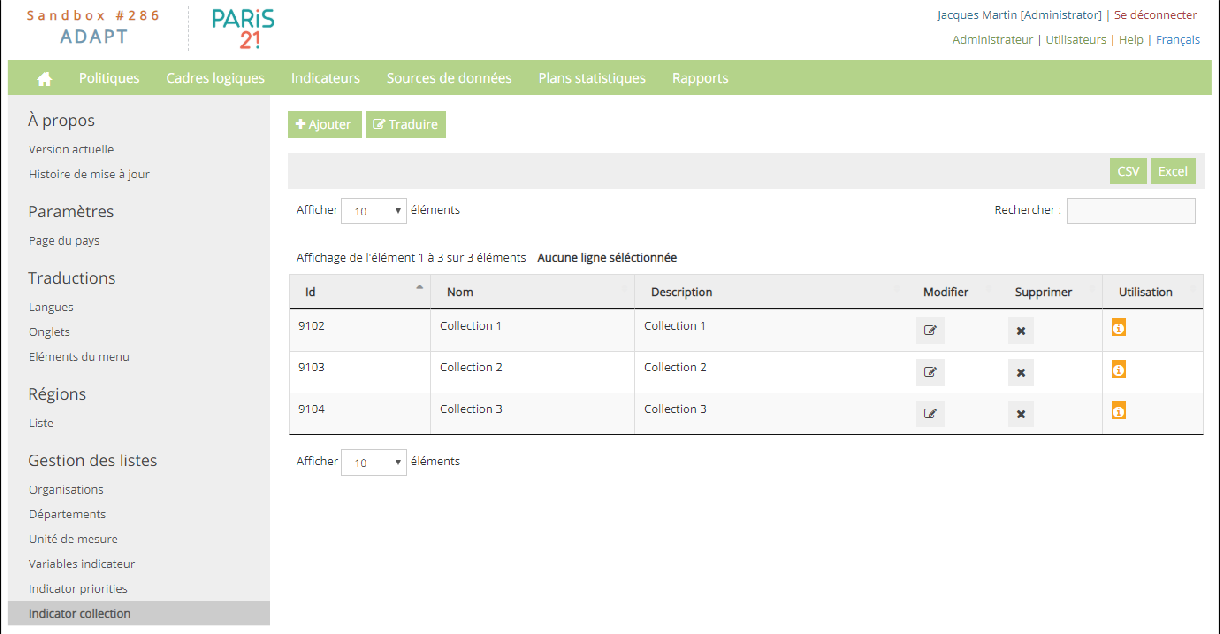 Sandbox #286
ADAPT
PARiS
21
Jacques Martin [Administrator] | Se déconnecter
Administrateur | Utilisateurs | Help | Français
Politiques Cadres logiques Indicateurs Sources de données Plans statistiques Rapports
À propos
Version actuelle
Histoire de mise à jour
Paramètres
Page du pays
Traductions
Langues
Onglets
Eléments du menu
Régions
Liste
Gestion des listes
Organisations
Départements
Unité de mesure
Variables indicateur
Indicator priorities
Indicator collection
Ajouter Traduire
CSV Excel
Afficher 10 éléments
Rechercher :
Affichage de l'élément 1 à 3 sur 3 éléments Aucune ligne séléctionnée
Id Nom Description Modifier Supprimer Utilisation
9102 Collection 1 Collection 1
9103 Collection 2 Collection 2
9104 Collection 3 Collection 3
Afficher 10 éléments